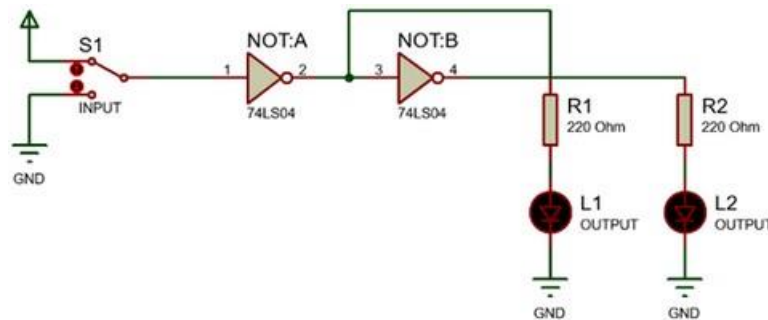 S1
INPUT
GND
NOT:A
1
2
74LS04
NOT:B
3
4
74LS04
R1
220 Ohm
R2
220 Ohm
L1
OUTPUT
L2
OUTPUT
GND
GND